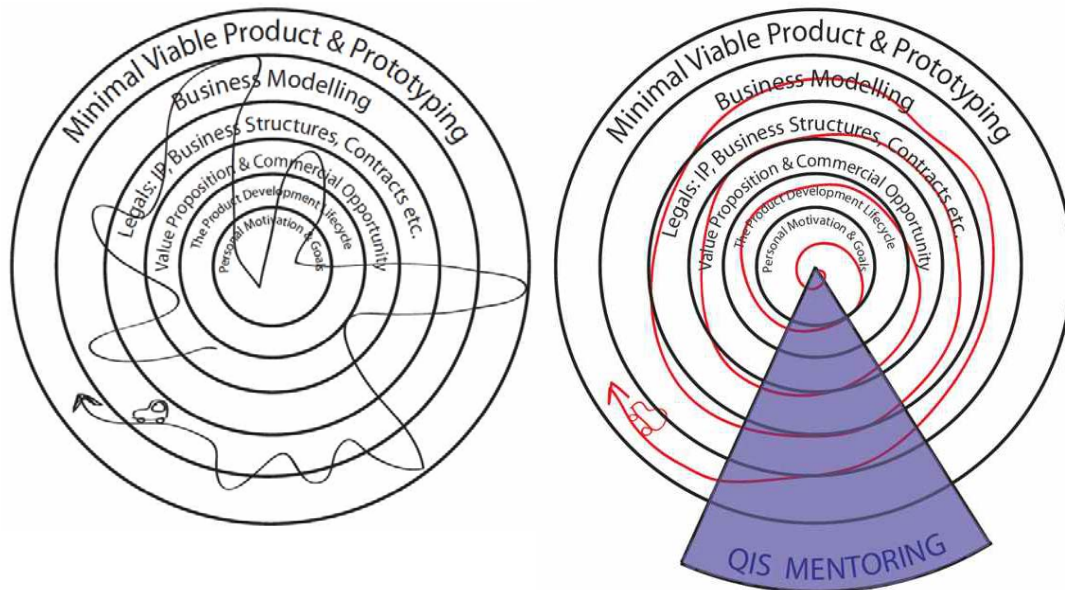 Minimal Viable Product & Prototyping
Business Modelling
Legals: IP, Business Structures, Contracts etc.
Value Proposition & Commercial Opportunity
The Product Development Lifecycle
Personal Motivation & Goals
Minimal Viable Product & Prototyping
Business Modelling
Legals: IP, Business Structures, Contracts etc.
Value Proposition & Commercial Opportunity
The Product Development Lifecycle
Personal Motivation & Goals
QIS MENTORING